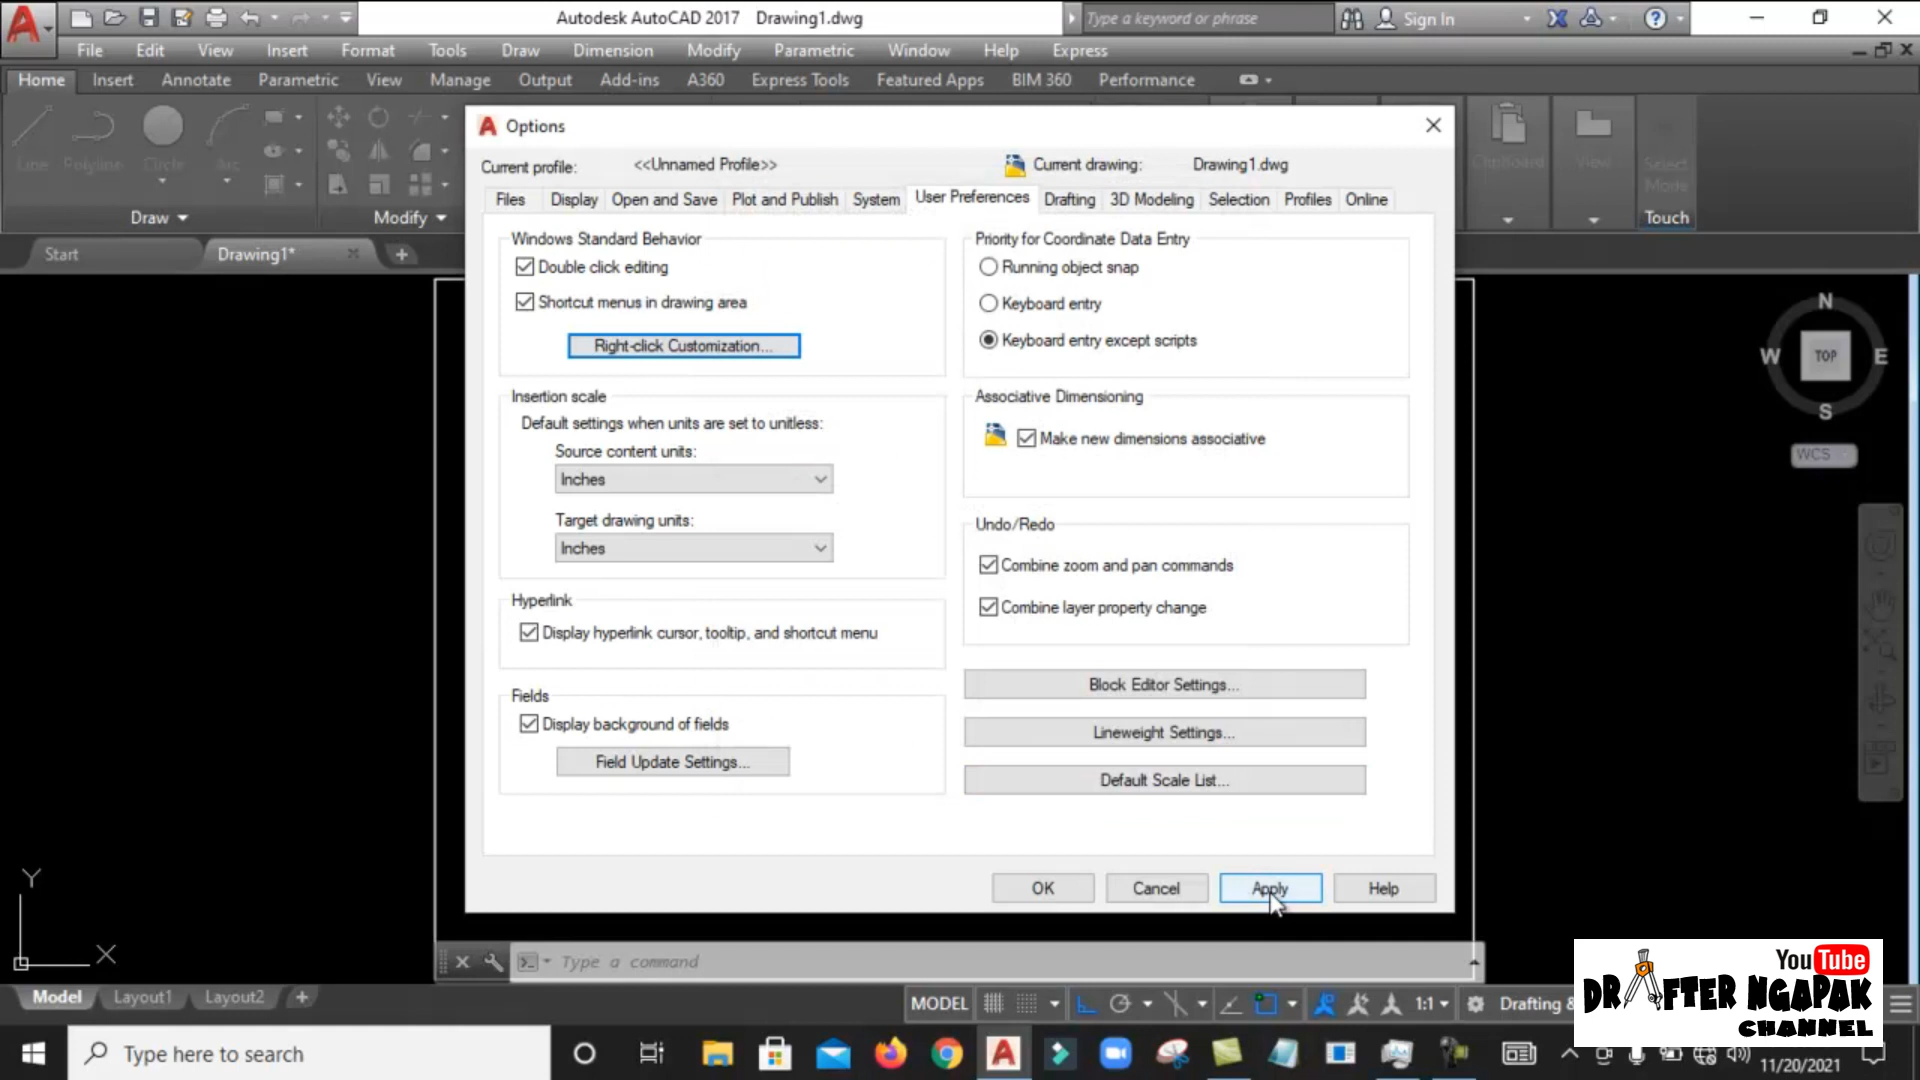 Autodesk AutoCAD 2017 Drawing1.dwg
Type a keyword or phrase
Sign In
File Edit View Insert Format Tools Draw Dimension Modify Parametric Window Help Express
Home Insert Annotate Parametric View Manage Output Add-ins A360 Express Tools Featured Apps BIM 360 Performance
Line Polyline Circle Arc
Clipboard View Select
Mode
Draw Modify Touch
Start Drawing1*
Options
Current profile: <<Unnamed Profile>> Current drawing: Drawing1.dwg
Files Display Open and Save Plot and Publish System User Preferences Drafting 3D Modeling Selection Profiles Online
Windows Standard Behavior
Double click editing
Shortcut menus in drawing area
Right-click Customization...
Insertion scale
Default settings when units are set to unitless:
Source content units:
Inches
Target drawing units:
Inches
Hyperlink
Display hyperlink cursor, tooltip, and shortcut menu
Fields
Display background of fields
Field Update Settings...
Priority for Coordinate Data Entry
Running object snap
Keyboard entry
Keyboard entry except scripts
Associative Dimensioning
Make new dimensions associative
Undo/Redo
Combine zoom and pan commands
Combine layer property change
Block Editor Settings...
Lineweight Settings...
Default Scale List...
OK Cancel Apply Help
N
W TOP E
S
WCS
Y
X
Type a command
Model Layout1 Layout2
MODEL 1:1 Drafting &
YouTube
DRAFTER NGAPAK
CHANNEL
Type here to search
11/20/2021